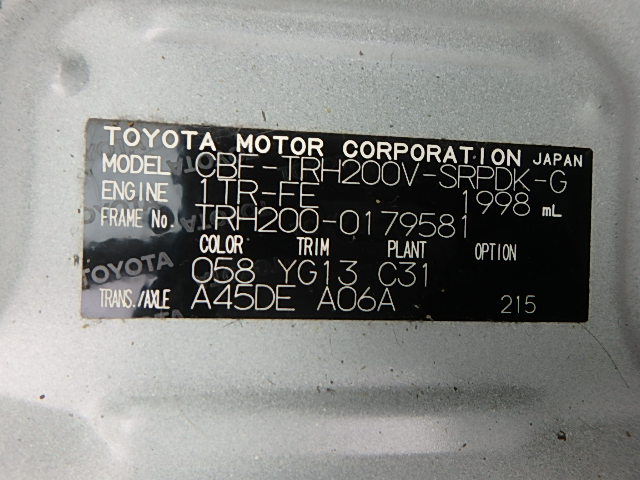 TOYOTA MOTOR CORPORATION JAPAN
MODEL CBF-TRH200V-SRPDK-G
ENGINE 1TR-FE 1998 mL
FRAME No. TRH200-0179581
COLOR TRIM PLANT OPTION
058 YG13 C31
TRANS./AXLE A45DE A06A 215
TOYOTA